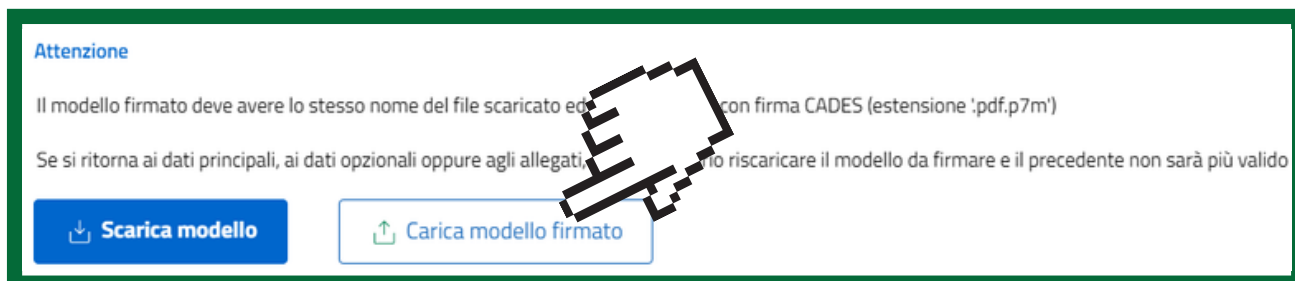 Attenzione
Il modello firmato deve avere lo stesso nome del file scaricato ed con firma CADES (estensione '.pdf.p7m')
Se si ritorna ai dati principali, ai dati opzionali oppure agli allegati, riscaricare il modello da firmare e il precedente non sarà più valido
Scarica modello
Carica modello firmato